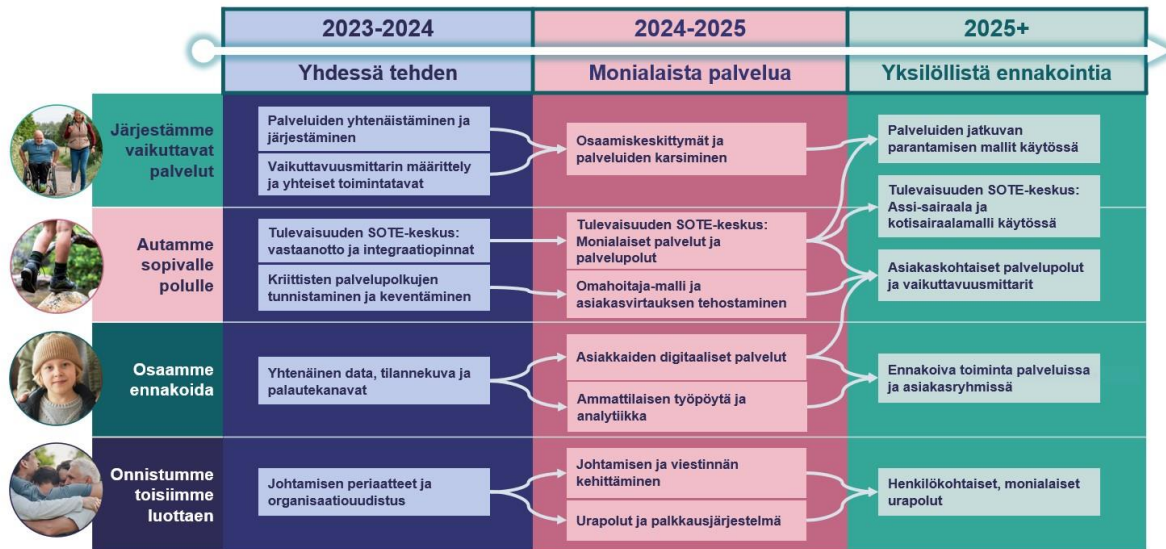 2023-2024
2024-2025
2025+
Yhdessä tehden
Monialaista palvelua
Yksilöllistä ennakointia
Järjestämme
vaikuttavat
palvelut
Palveluiden yhtenäistäminen ja
järjestäminen
Vaikuttavuusmittarin määrittely
ja yhteiset toimintatavat
Osaamiskeskittymät ja
palveluiden karsiminen
Palveluiden jatkuvan
parantamisen mallit käytössä
Tulevaisuuden SOTE-keskus:
Assi-sairaala ja
kotisairaalamalli käytössä
Autamme
sopivalle
polulle
Tulevaisuuden SOTE-keskus:
vastaanotto ja integraatiopinnat
Kriittisten palvelupolkujen
tunnistaminen ja keventäminen
Tulevaisuuden SOTE-keskus:
Monialaiset palvelut ja
palvelupolut
Omahoitaja-malli ja
asiakasvirtauksen tehostaminen
Asiakaskohtaiset palvelupolut
ja vaikuttavuusmittarit
Osaamme
ennakoida
Yhtenäinen data, tilannekuva ja
palautekanavat
Asiakkaiden digitaaliset palvelut
Ammattilaisen työpöytä ja
analytiikka
Ennakoiva toiminta palveluissa
ja asiakasryhmissä
Onnistumme
toisiimme
luottaen
Johtamisen periaatteet ja
organisaatiouudistus
Johtamisen ja viestinnän
kehittäminen
Urapolut ja palkkausjärjestelmä
Henkilökohtaiset, monialaiset
urapolut